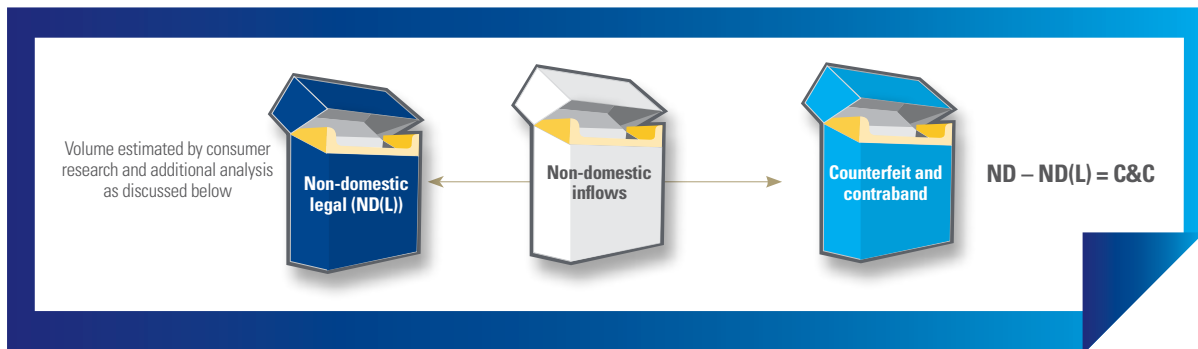 Volume estimated by consumer
research and additional analysis
as discussed below
Non-domestic
legal (ND(L))
Non-domestic
inflows
Counterfeit and
contraband
ND – ND(L) = C&C